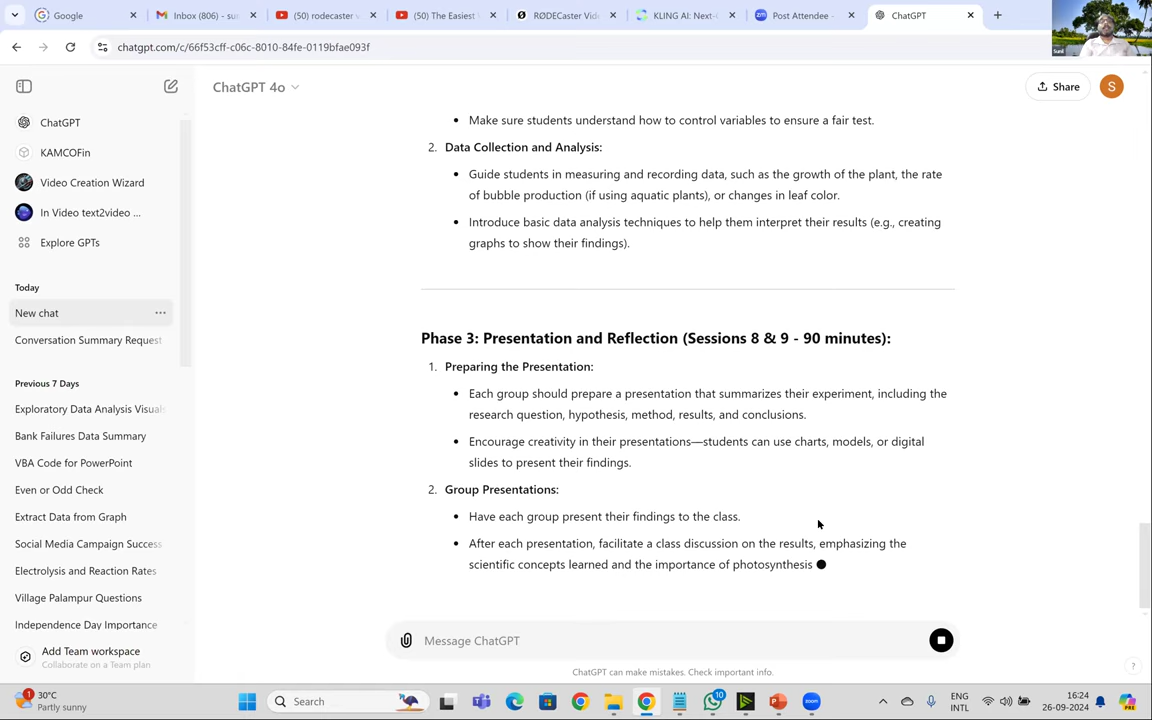 Google
Inbox (806) - su
(50) rodecaster v
(50) The Easiest
RØDECaster Vid
KLING AI: Next-
Post Attendee -
ChatGPT
chatgpt.com/c/66f53cff-c06c-8010-84fe-0119bfae093f
Sunil
ChatGPT 4o
Share
S
ChatGPT
KAMCOFin
Video Creation Wizard
In Video text2video ...
Explore GPTs
Today
New chat
Conversation Summary Request
Previous 7 Days
Exploratory Data Analysis Visual
Bank Failures Data Summary
VBA Code for PowerPoint
Even or Odd Check
Extract Data from Graph
Social Media Campaign Success
Electrolysis and Reaction Rates
Village Palampur Questions
Independence Day Importance
Add Team workspace
Collaborate on a Team plan
• Make sure students understand how to control variables to ensure a fair test.
2. Data Collection and Analysis:
• Guide students in measuring and recording data, such as the growth of the plant, the rate
of bubble production (if using aquatic plants), or changes in leaf color.
• Introduce basic data analysis techniques to help them interpret their results (e.g., creating
graphs to show their findings).
Phase 3: Presentation and Reflection (Sessions 8 & 9 - 90 minutes):
1. Preparing the Presentation:
• Each group should prepare a presentation that summarizes their experiment, including the
research question, hypothesis, method, results, and conclusions.
• Encourage creativity in their presentations—students can use charts, models, or digital
slides to present their findings.
2. Group Presentations:
• Have each group present their findings to the class.
• After each presentation, facilitate a class discussion on the results, emphasizing the
scientific concepts learned and the importance of photosynthesis
Message ChatGPT
ChatGPT can make mistakes. Check important info.
?
1
30°C
Partly sunny
Search
10
ENG
INTL
16:24
26-09-2024